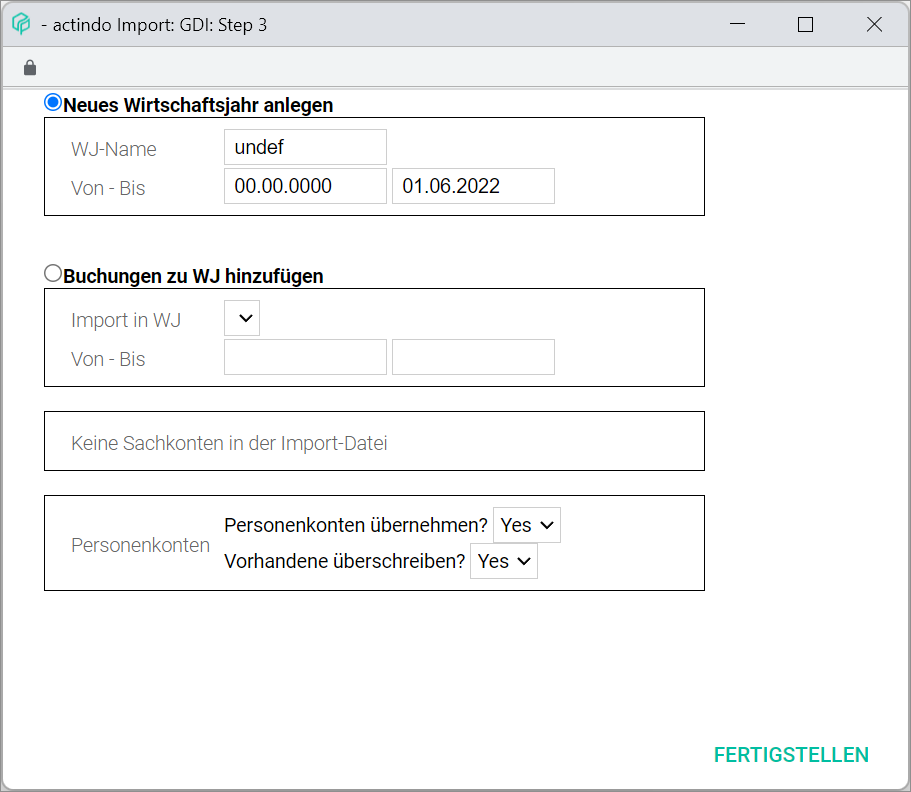 - actindo Import: GDI: Step 3
Neues Wirtschaftsjahr anlegen
WJ-Name undef
Von - Bis 00.00.0000 01.06.2022
Buchungen zu WJ hinzufügen
Import in WJ
Von - Bis
Keine Sachkonten in der Import-Datei
Personenkonten
Personenkonten übernehmen? Yes
Vorhandene überschreiben? Yes
FERTIGSTELLEN